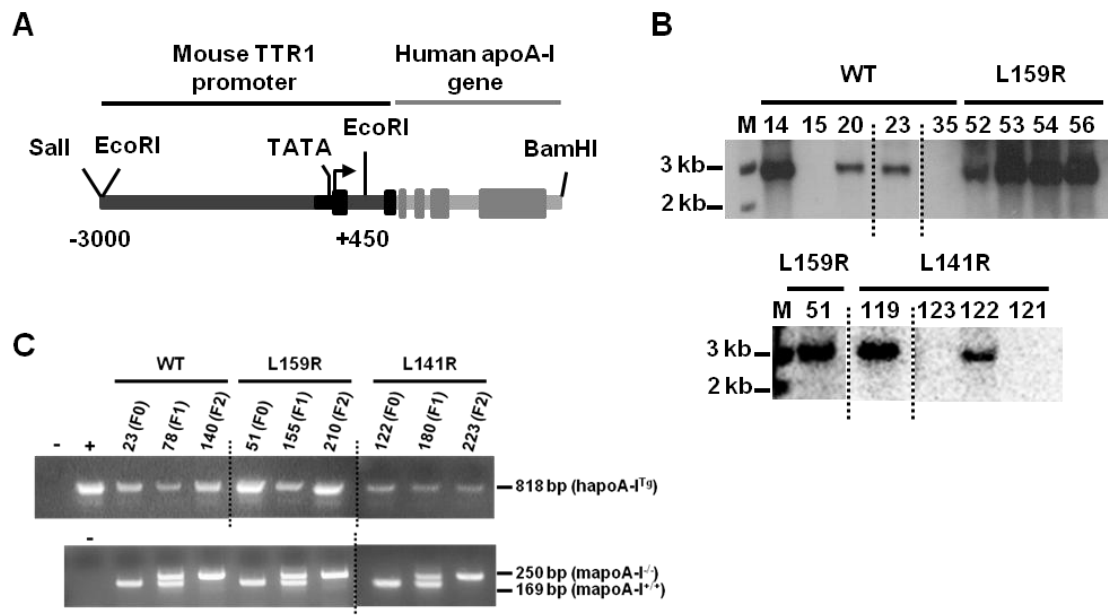 A
Mouse TTR1 promoter
Human apoA-I gene
SalI
EcoRI
TATA
EcoRI
BamHI
-3000
+450
B
WT
L159R
M 14 15 20 23 35 52 53 54 56
3 kb
2 kb
L159R
L141R
M 51 119 123 122 121
3 kb
2 kb
C
WT
L159R
L141R
- + 23 (F0) 78 (F1) 140 (F2) 51 (F0) 155 (F1) 210 (F2) 122 (F0) 180 (F1) 223 (F2)
818 bp (hapoA-I^Tg)
-
250 bp (mapoA-I^-/-)
169 bp (mapoA-I^+/+)